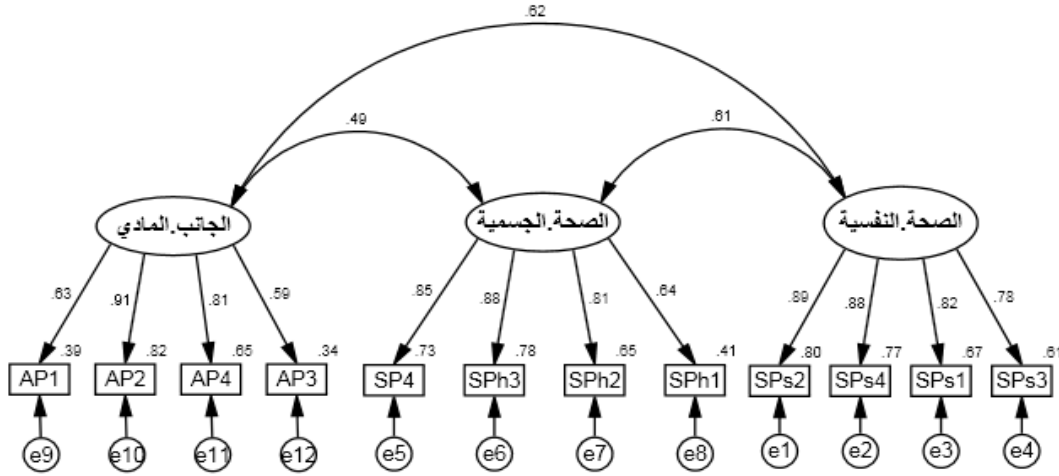 .62
.49
.61
الجانب.المادي
الصحة.الجسمية
الصحة.النفسية
.63
.91
.81
.59
.85
.88
.81
.64
.89
.88
.82
.78
.39
.82
.65
.34
.73
.78
.65
.41
.80
.77
.67
.61
AP1
AP2
AP4
AP3
SP4
SPh3
SPh2
SPh1
SPs2
SPs4
SPs1
SPs3
e9
e10
e11
e12
e5
e6
e7
e8
e1
e2
e3
e4